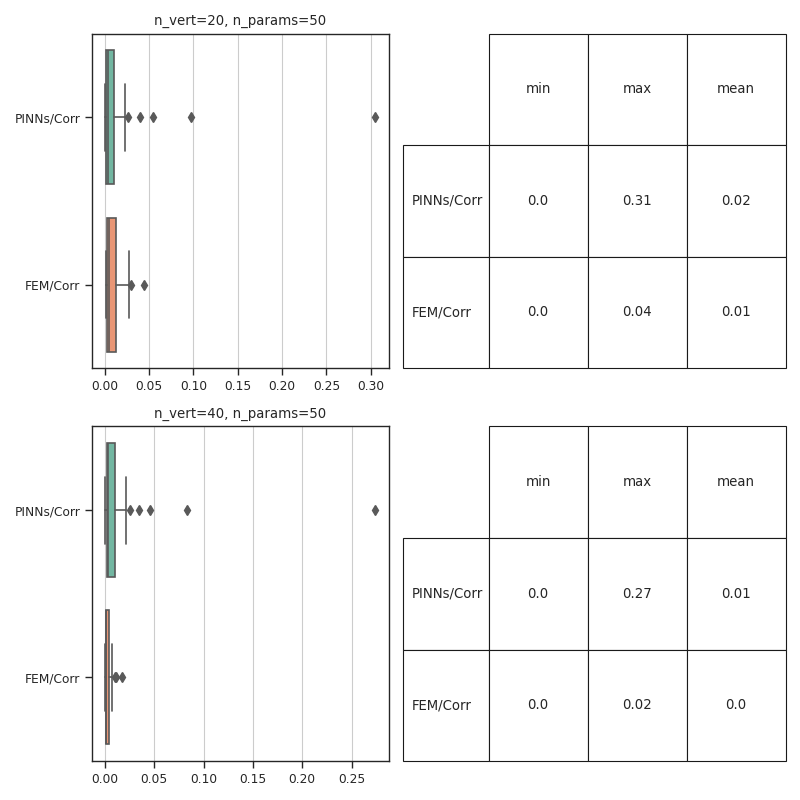 n_vert=20, n_params=50
PINNs/Corr
FEM/Corr
0.00 0.05 0.10 0.15 0.20 0.25 0.30
min max mean
PINNs/Corr 0.0 0.31 0.02
FEM/Corr 0.0 0.04 0.01
n_vert=40, n_params=50
PINNs/Corr
FEM/Corr
0.00 0.05 0.10 0.15 0.20 0.25
min max mean
PINNs/Corr 0.0 0.27 0.01
FEM/Corr 0.0 0.02 0.0